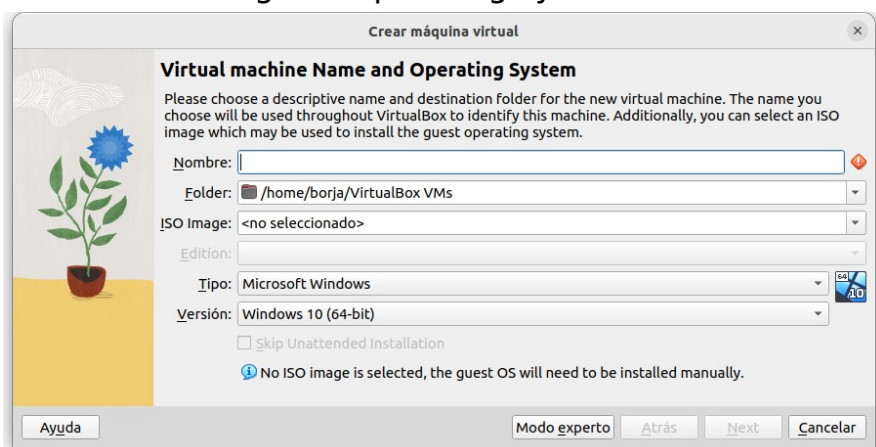 Crear máquina virtual
Virtual machine Name and Operating System
Please choose a descriptive name and destination folder for the new virtual machine. The name you
choose will be used throughout VirtualBox to identify this machine. Additionally, you can select an ISO
image which may be used to install the guest operating system.
Nombre:
Folder: /home/borja/VirtualBox VMs
ISO Image: <no seleccionado>
Edition:
Tipo: Microsoft Windows
64
10
Versión: Windows 10 (64-bit)
Skip Unattended Installation
No ISO image is selected, the guest OS will need to be installed manually.
Ayuda Modo experto Atrás Next Cancelar